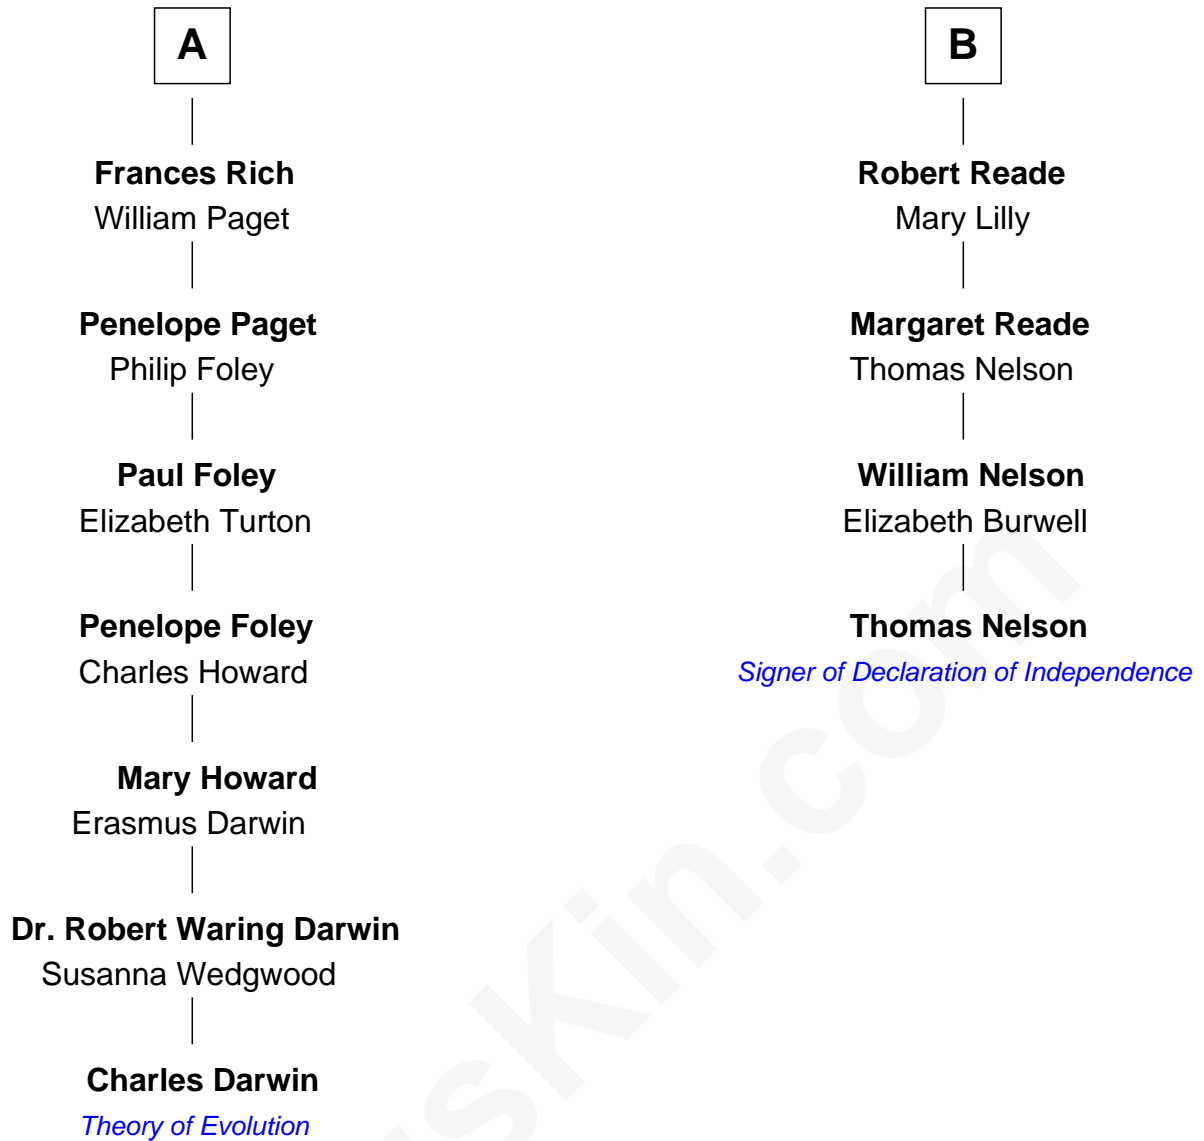 A
Frances Rich
William Paget
Penelope Paget
Philip Foley
Paul Foley
Elizabeth Turton
Penelope Foley
Charles Howard
Mary Howard
Erasmus Darwin
Dr. Robert Waring Darwin
Susanna Wedgwood
Charles Darwin
Theory of Evolution
B
Robert Reade
Mary Lilly
Margaret Reade
Thomas Nelson
William Nelson
Elizabeth Burwell
Thomas Nelson
Signer of Declaration of Independence